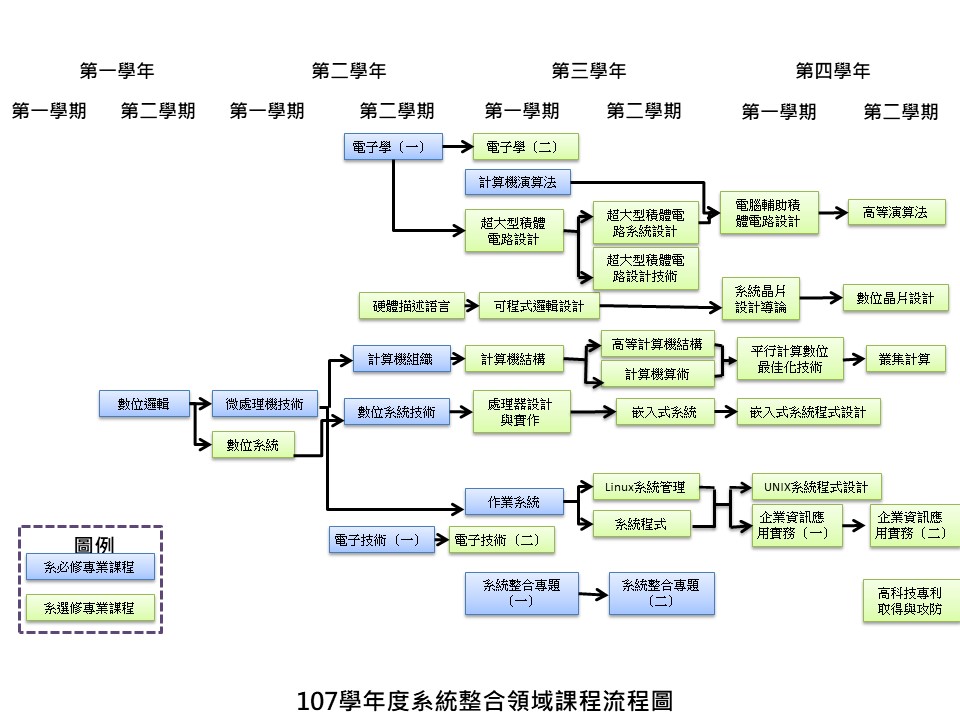 第一學年 第二學年 第三學年 第四學年
第一學期 第二學期 第一學期 第二學期 第一學期 第二學期 第一學期 第二學期
電子學（一） 電子學（二）
計算機演算法
超大型積體
電路設計
超大型積體電
路系統設計
電腦輔助積
體電路設計
高等演算法
超大型積體電
路設計技術
硬體描述語言 可程式邏輯設計
系統晶片
設計導論
數位晶片設計
計算機組織 計算機結構
高等計算機結構
計算機算術
平行計算數位
最佳化技術
叢集計算
數位邏輯 微處理機技術 數位系統技術
處理器設計
與實作
嵌入式系統 嵌入式系統程式設計
數位系統
作業系統
Linux系統管理 UNIX系統程式設計
系統程式
企業資訊應
用實務（一）
企業資訊應
用實務（二）
電子技術（一） 電子技術（二）
系統整合專題
（一）
系統整合專題
（二）
高科技專利
取得與攻防
圖例
系必修專業課程
系選修專業課程
107學年度系統整合領域課程流程圖